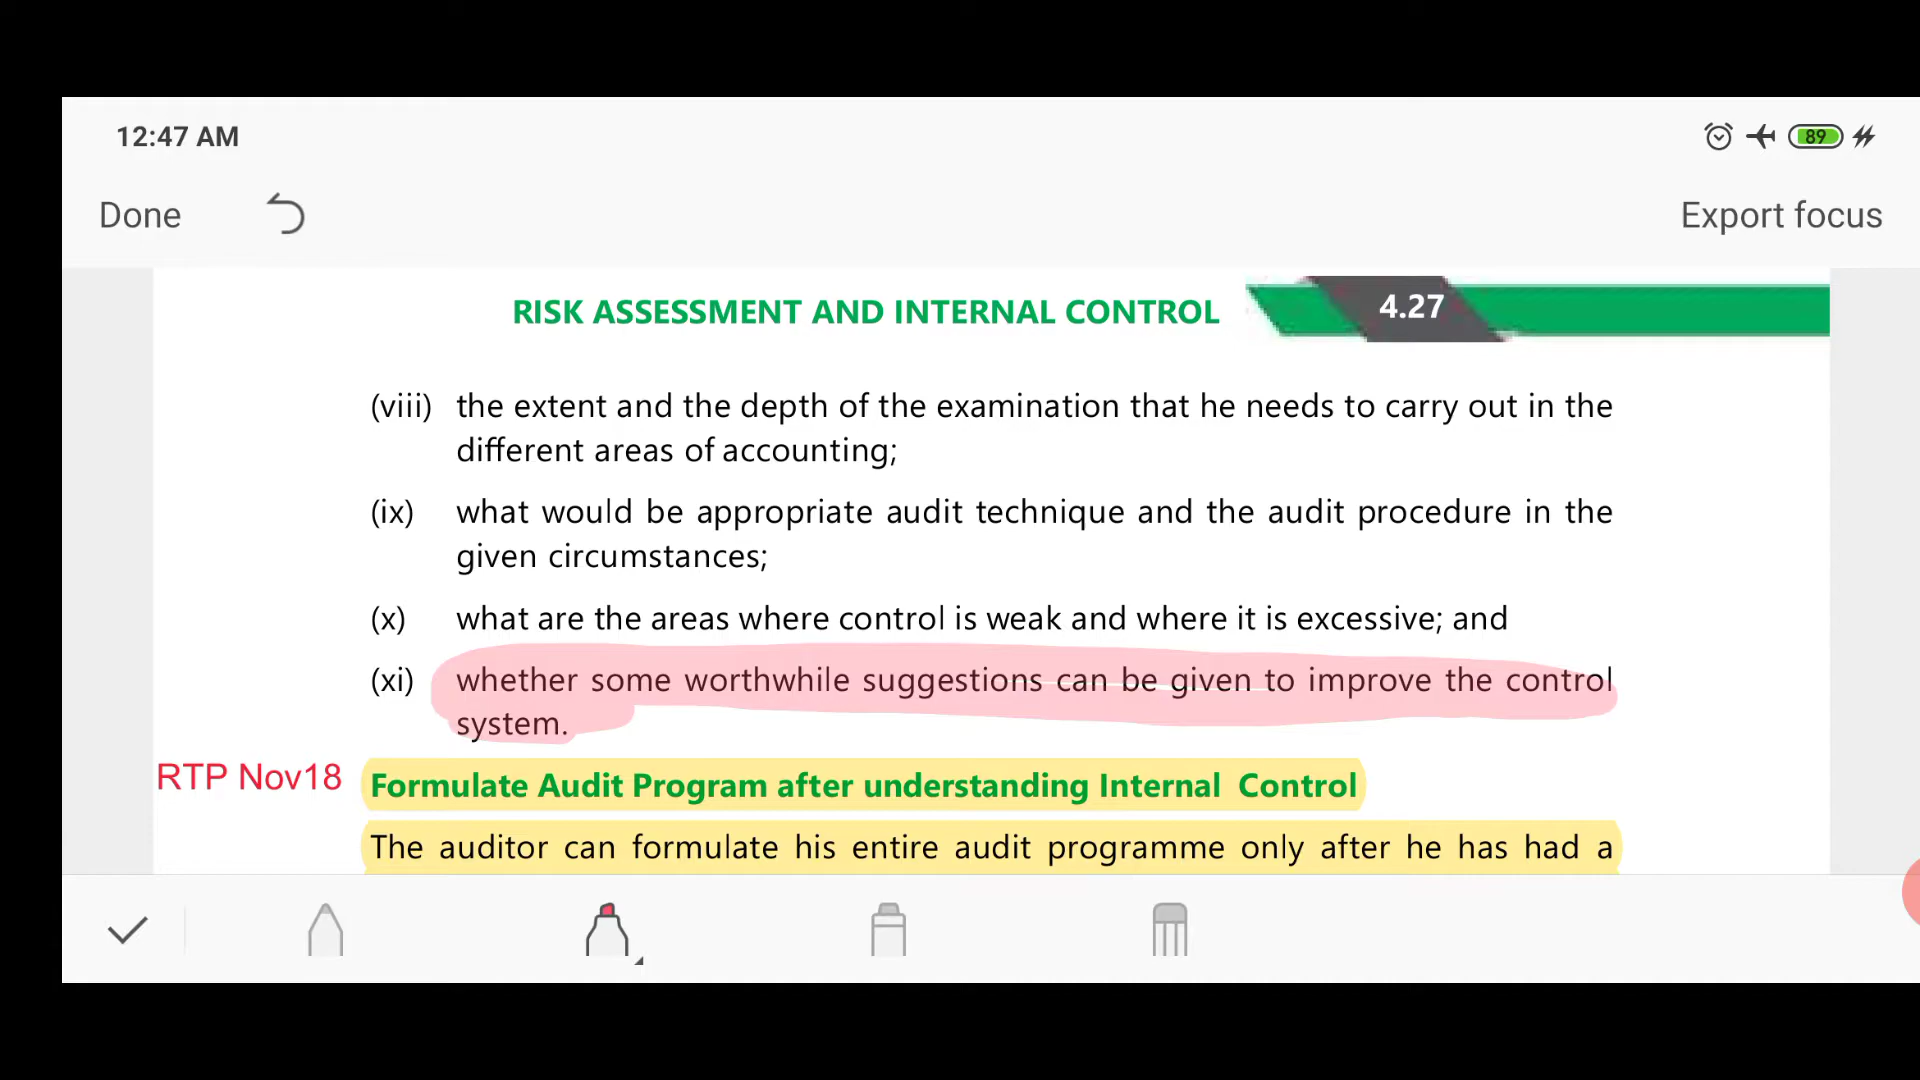 12:47 AM
89
Done
Export focus
RISK ASSESSMENT AND INTERNAL CONTROL
4.27
(viii) the extent and the depth of the examination that he needs to carry out in the
different areas of accounting;
(ix) what would be appropriate audit technique and the audit procedure in the
given circumstances;
(x) what are the areas where control is weak and where it is excessive; and
(xi) whether some worthwhile suggestions can be given to improve the control
system.
RTP Nov18
Formulate Audit Program after understanding Internal Control
The auditor can formulate his entire audit programme only after he has had a